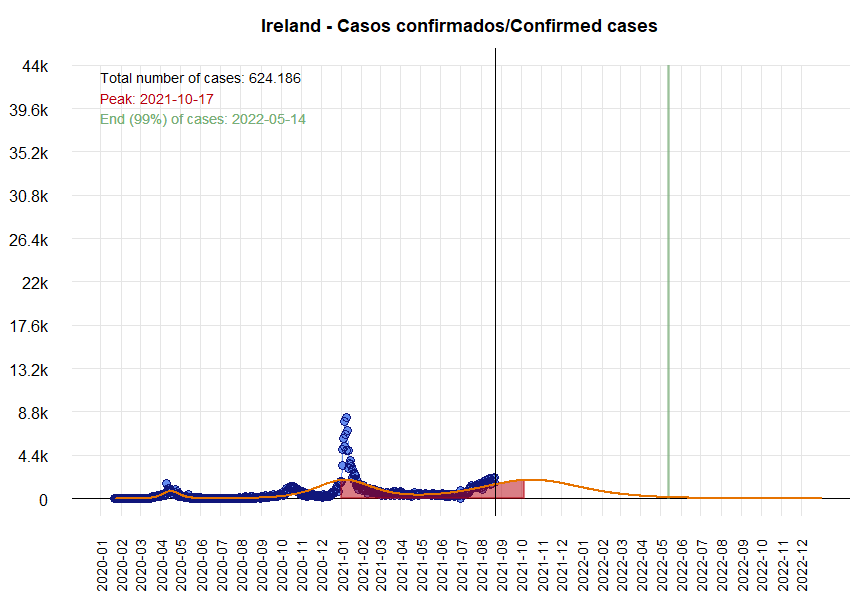 Ireland - Casos confirmados/Confirmed cases
Total number of cases: 624.186
Peak: 2021-10-17
End (99%) of cases: 2022-05-14
44k
39.6k
35.2k
30.8k
26.4k
22k
17.6k
13.2k
8.8k
4.4k
0
2020-01
2020-02
2020-03
2020-04
2020-05
2020-06
2020-07
2020-08
2020-09
2020-10
2020-11
2020-12
2021-01
2021-02
2021-03
2021-04
2021-05
2021-06
2021-07
2021-08
2021-09
2021-10
2021-11
2021-12
2022-01
2022-02
2022-03
2022-04
2022-05
2022-06
2022-07
2022-08
2022-09
2022-10
2022-11
2022-12